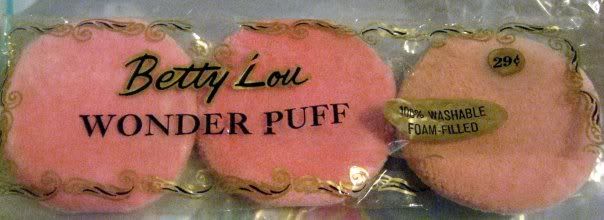 Betty Lou
WONDER PUFF
29¢
100% WASHABLE
FOAM-FILLED